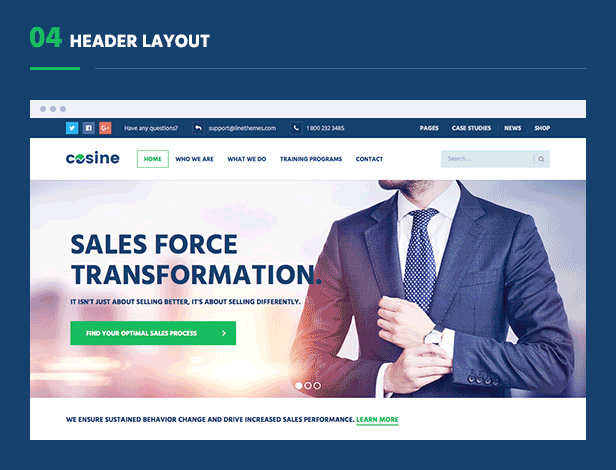 04 HEADER LAYOUT
Have any questions? support@linethemes.com 1 800 232 3485 PAGES CASE STUDIES NEWS SHOP
cosine HOME WHO WE ARE WHAT WE DO TRAINING PROGRAMS CONTACT Search ...
SALES FORCE
TRANSFORMATION.
IT ISN'T JUST ABOUT SELLING BETTER, IT'S ABOUT SELLING DIFFERENTLY.
FIND YOUR OPTIMAL SALES PROCESS
WE ENSURE SUSTAINED BEHAVIOR CHANGE AND DRIVE INCREASED SALES PERFORMANCE. LEARN MORE